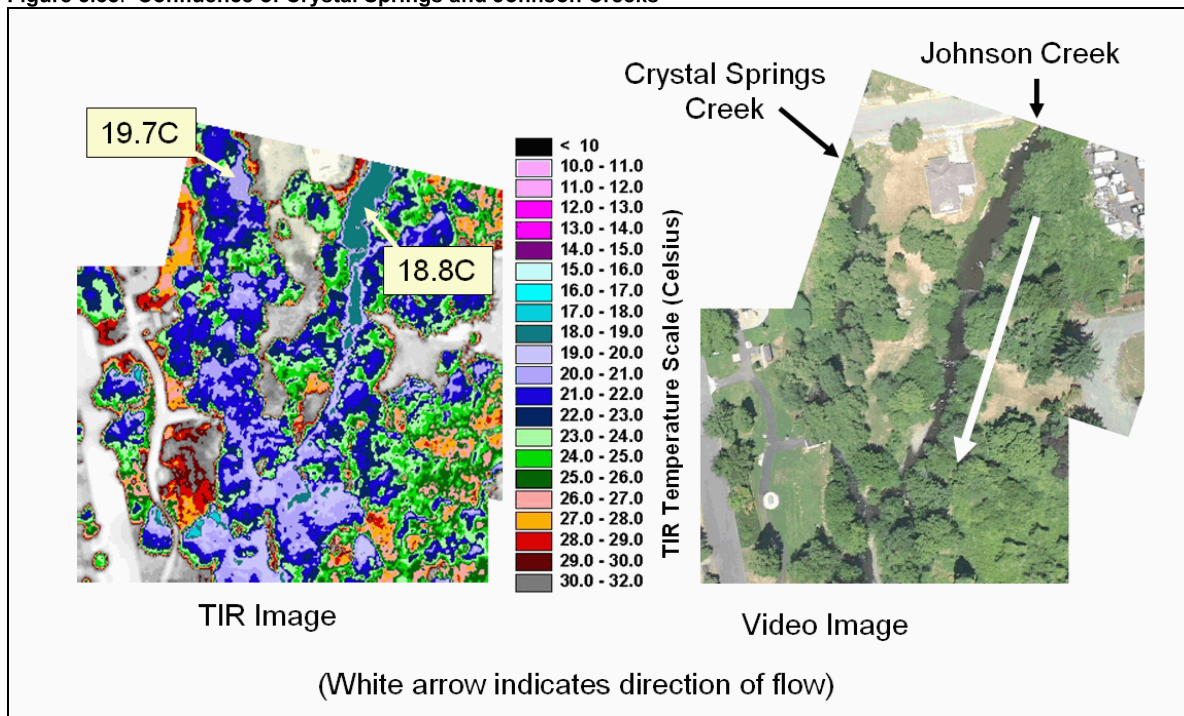 Figure Confluence of Crystal Springs and Johnson Creeks
Crystal Springs
Creek
Johnson Creek
19.7C
18.8C
< 10
10.0 - 11.0
11.0 - 12.0
12.0 - 13.0
13.0 - 14.0
14.0 - 15.0
15.0 - 16.0
16.0 - 17.0
17.0 - 18.0
18.0 - 19.0
19.0 - 20.0
20.0 - 21.0
21.0 - 22.0
22.0 - 23.0
23.0 - 24.0
24.0 - 25.0
25.0 - 26.0
26.0 - 27.0
27.0 - 28.0
28.0 - 29.0
29.0 - 30.0
30.0 - 32.0
TIR Temperature Scale (Celsius)
TIR Image
Video Image
(White arrow indicates direction of flow)